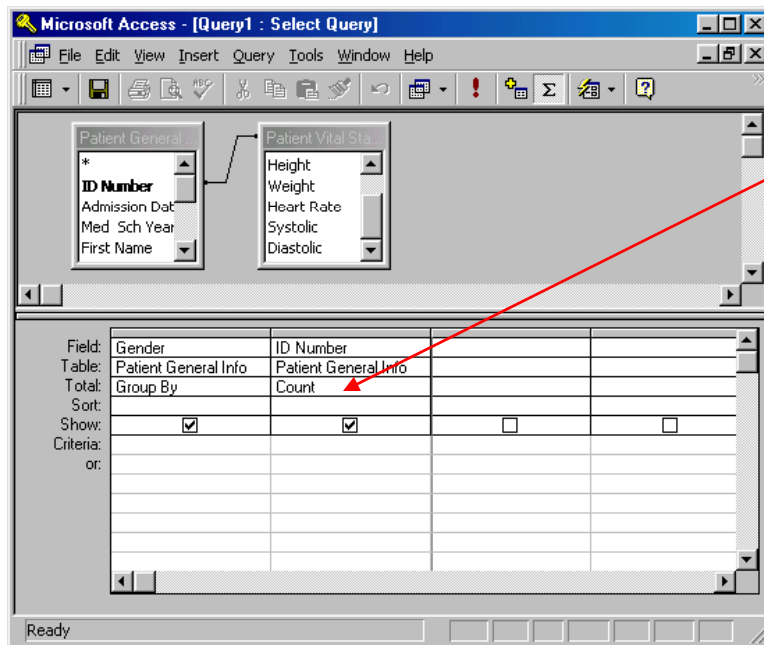 Microsoft Access - [Query1 : Select Query]
File Edit View Insert Query Tools Window Help
ABC Σ ?
Patient General ...
*
ID Number
Admission Dat
Med Sch Year
First Name
Patient Vital Sta...
Height
Weight
Heart Rate
Systolic
Diastolic
Field: Gender ID Number
Table: Patient General Info Patient General Info
Total: Group By Count
Sort:
Show:
Criteria:
or:
Ready